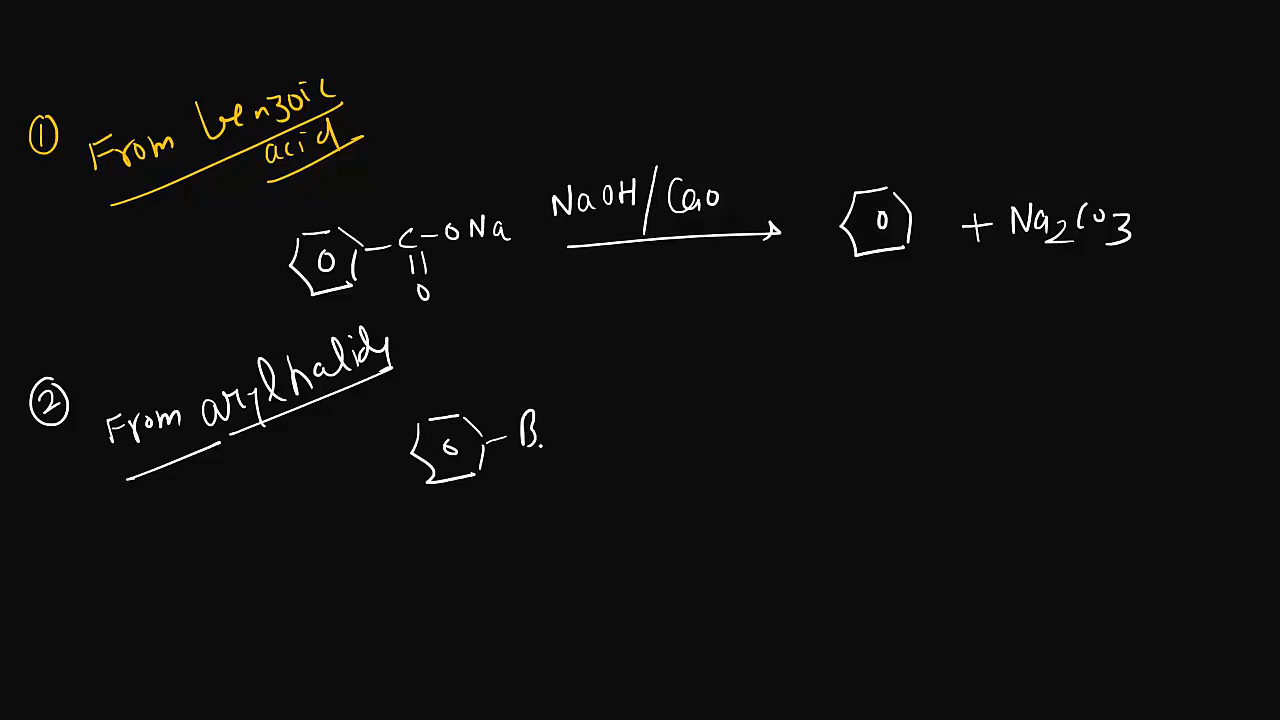 ① From benzoic
acid
C-ONa NaOH/CaO + Na2CO3
O
② From arylhalide
B.